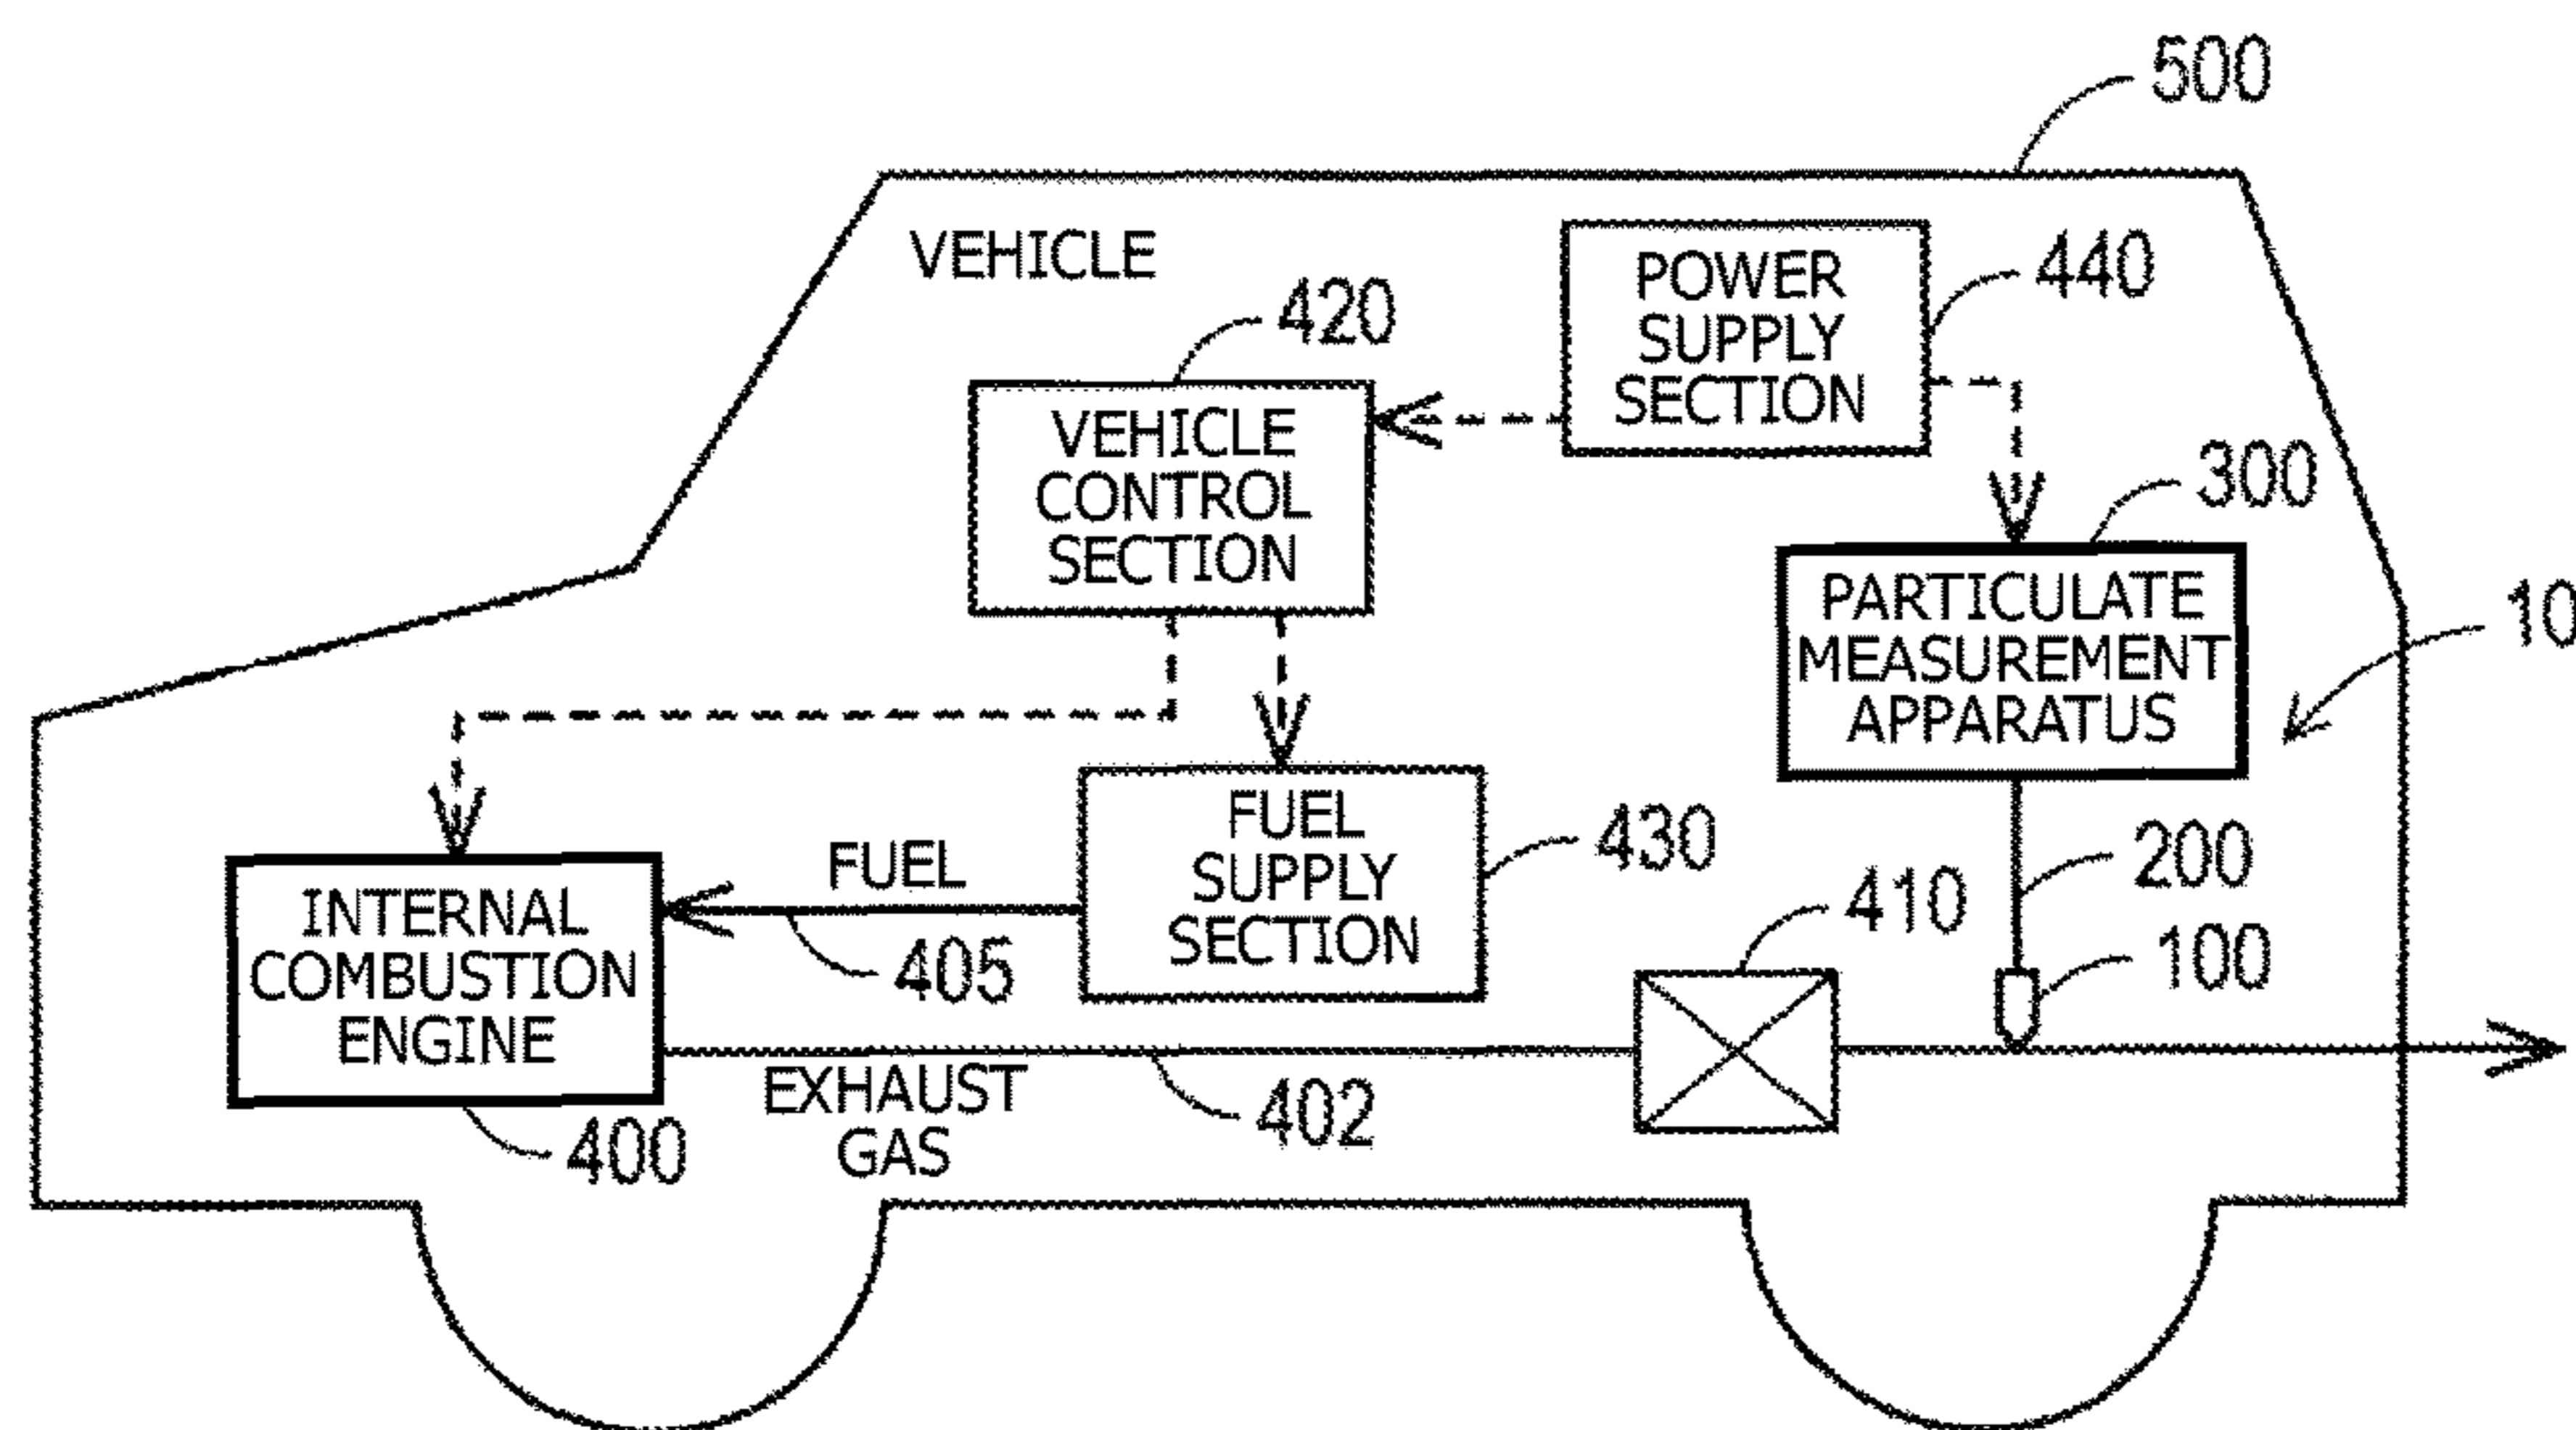 500
VEHICLE
POWER
SUPPLY
SECTION
440
420
VEHICLE
CONTROL
SECTION
300
PARTICULATE
MEASUREMENT
APPARATUS
10
FUEL
SUPPLY
SECTION
430
FUEL
405
200
410
100
INTERNAL
COMBUSTION
ENGINE
400
EXHAUST
GAS
402